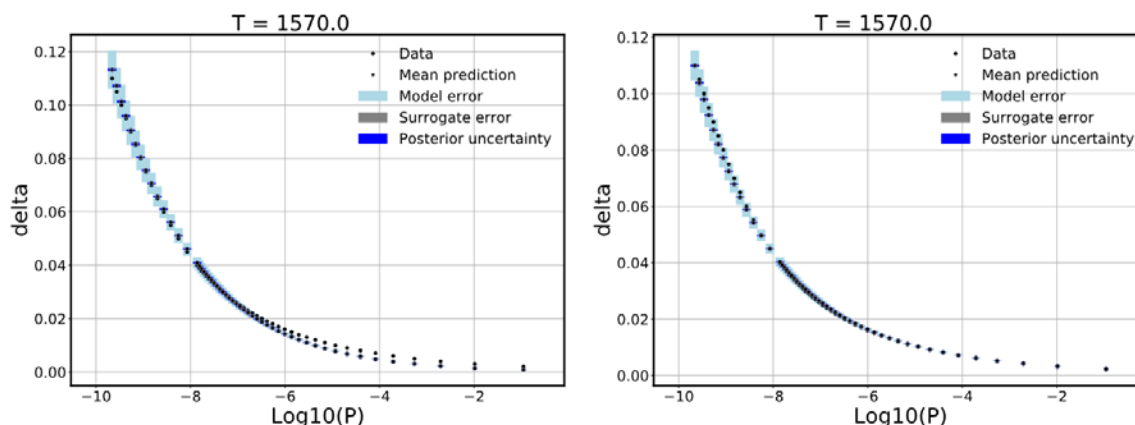 T = 1570.0
delta
0.12
0.10
0.08
0.06
0.04
0.02
0.00
Data
Mean prediction
Model error
Surrogate error
Posterior uncertainty
−10
−8
−6
−4
−2
Log10(P)
T = 1570.0
delta
0.12
0.10
0.08
0.06
0.04
0.02
0.00
Data
Mean prediction
Model error
Surrogate error
Posterior uncertainty
−10
−8
−6
−4
−2
Log10(P)